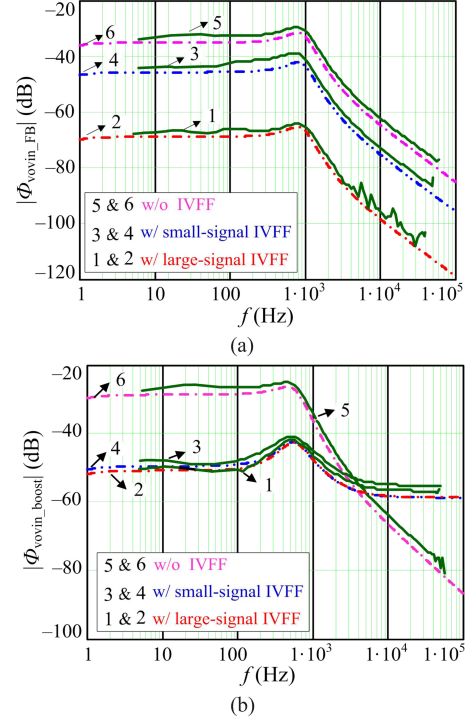 −20
−40
−60
−80
−100
−120
|Φvovin_FB| (dB)
6
5
4
3
2
1
5 & 6 w/o IVFF
3 & 4 w/ small-signal IVFF
1 & 2 w/ large-signal IVFF
1 10 100 1·10³ 1·10⁴ 1·10⁵
f (Hz)
(a)
−20
−40
−60
−80
−100
|Φvovin_boost| (dB)
6
5
4
3
2
1
5 & 6 w/o IVFF
3 & 4 w/ small-signal IVFF
1 & 2 w/ large-signal IVFF
1 10 100 1·10³ 1·10⁴ 1·10⁵
f (Hz)
(b)